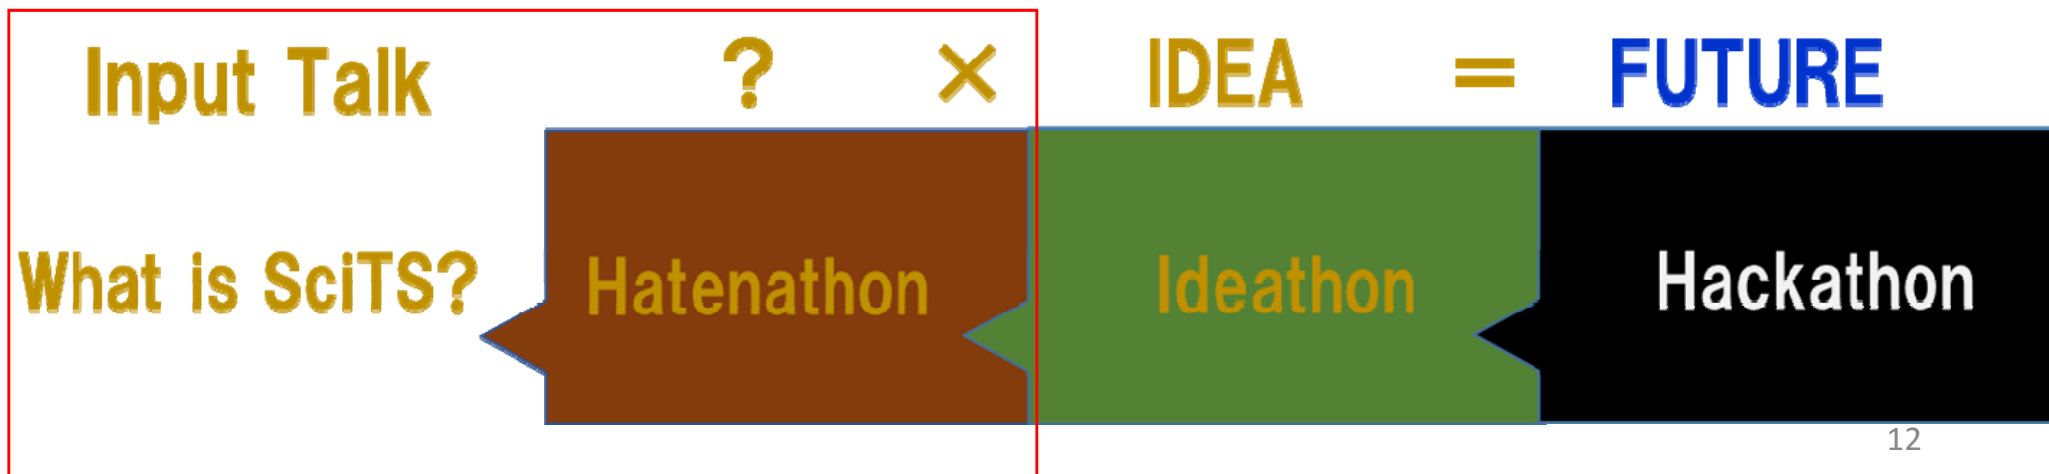 Input Talk ? × IDEA = FUTURE
What is SciTS? Hatenathon Ideathon Hackathon
12